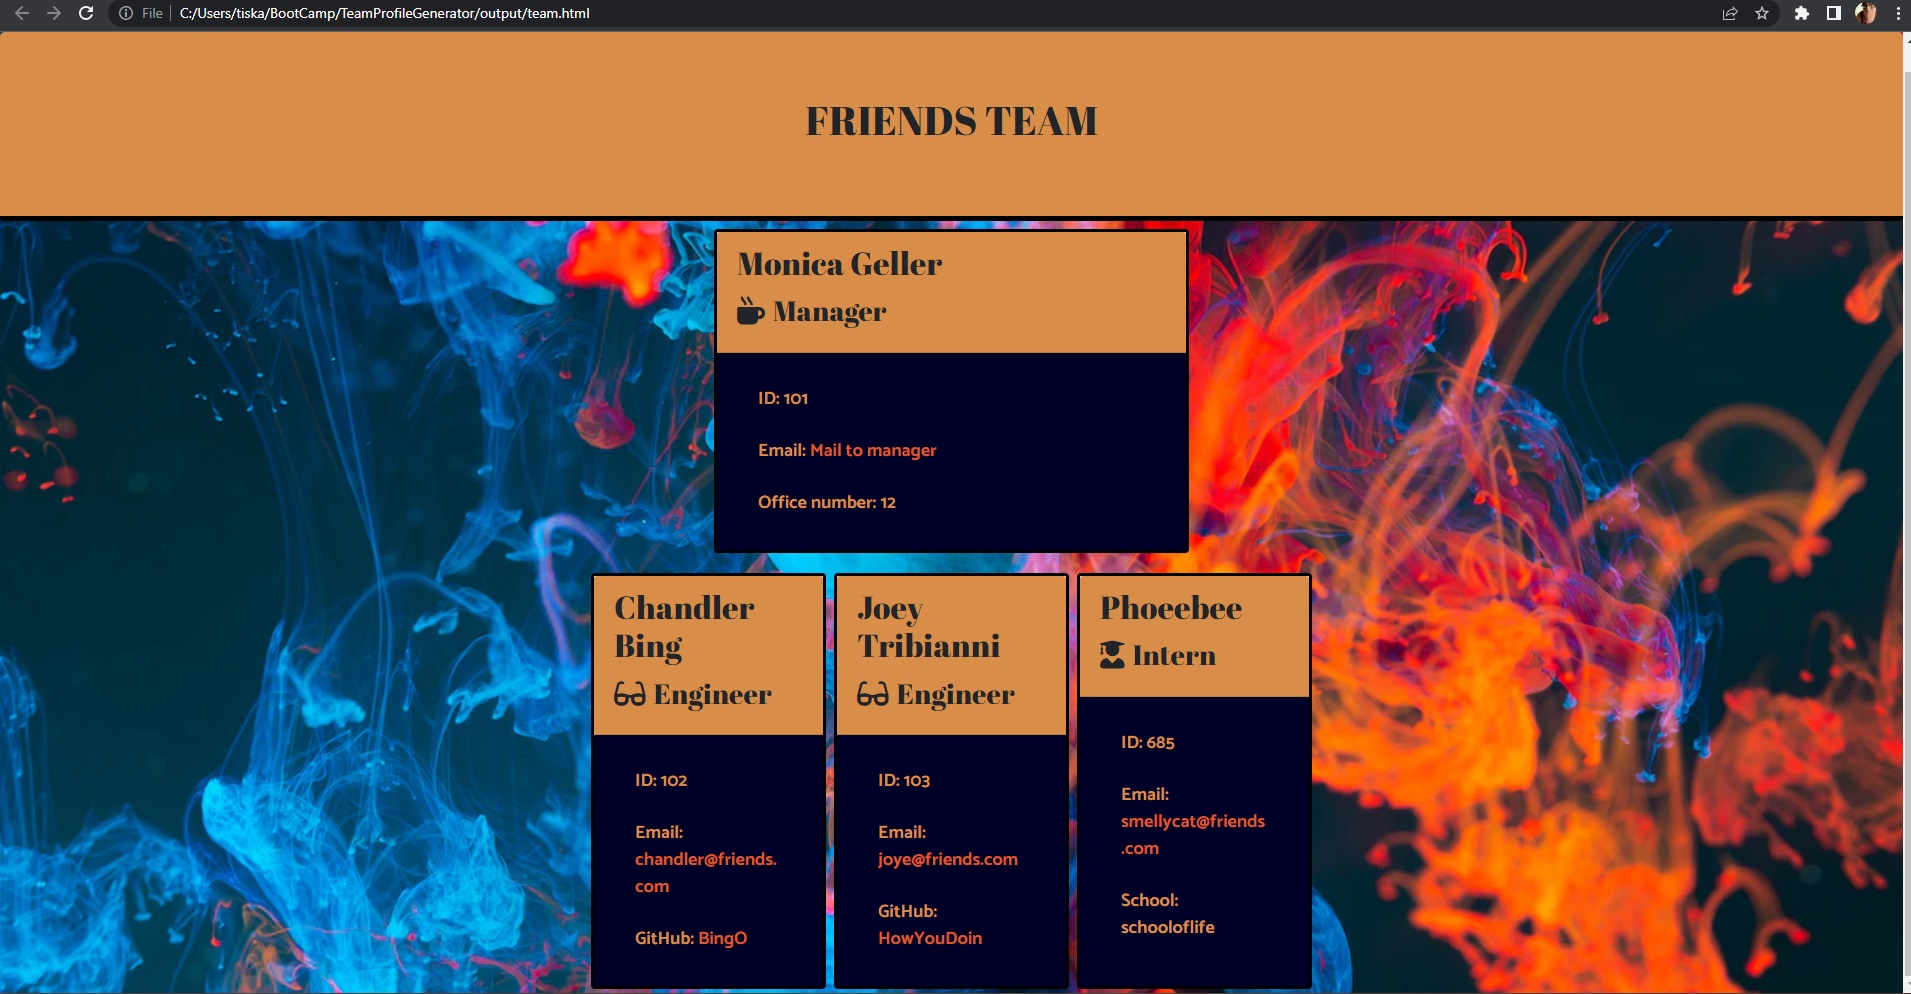 File
C:/Users/tiska/BootCamp/TeamProfileGenerator/output/team.html
FRIENDS TEAM
Monica Geller
Manager
ID: 101
Email: Mail to manager
Office number: 12
Chandler
Bing
Engineer
ID: 102
Email:
chandler@friends.
com
GitHub: BingO
Joey
Tribianni
Engineer
ID: 103
Email:
joye@friends.com
GitHub:
HowYouDoin
Phoeebee
Intern
ID: 685
Email:
smellycat@friends
.com
School:
schooloflife